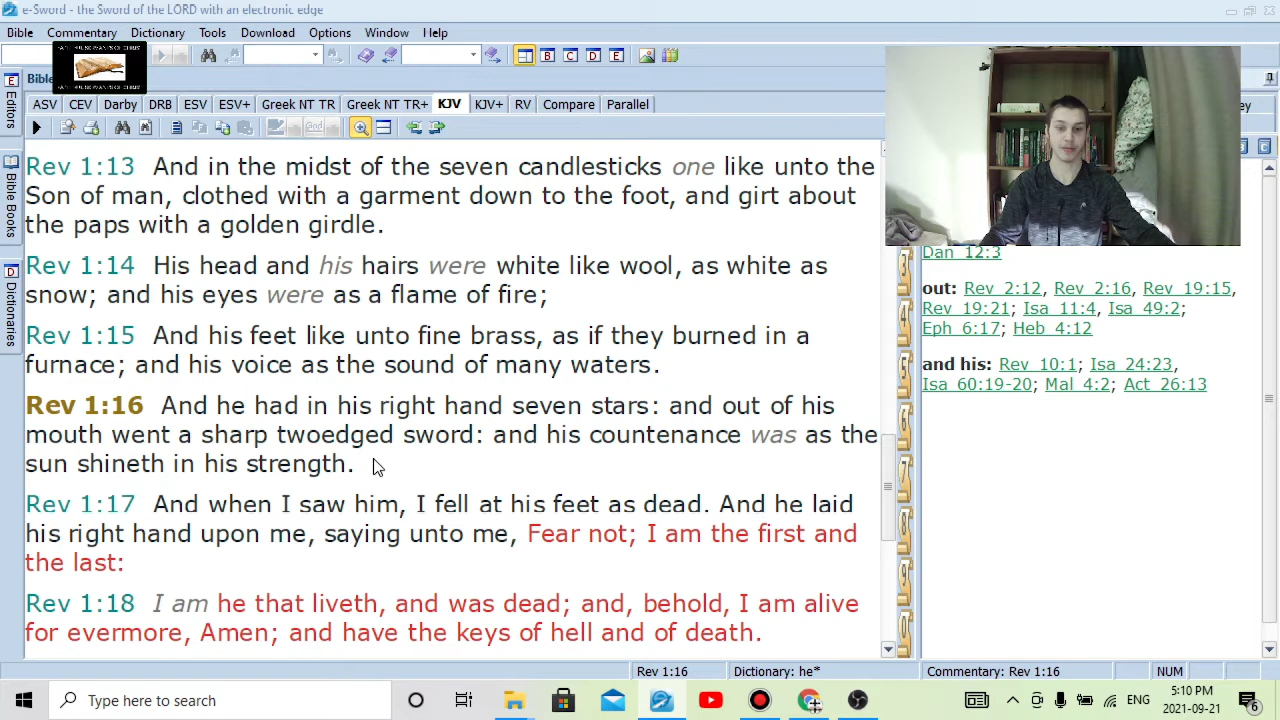 e-Sword - the Sword of the LORD with an electronic edge
Bible Commentary Dictionary Tools Download Options Window Help
B C D E
Bible
ASV CEV Darby DRB ESV ESV+ Greek NT TR Greek NT TR+ KJV KJV+ RV Compare Parallel
Editors
Bible Books
Dictionaries
Rev 1:13 And in the midst of the seven candlesticks one like unto the
Son of man, clothed with a garment down to the foot, and girt about
the paps with a golden girdle.
Rev 1:14 His head and his hairs were white like wool, as white as
snow; and his eyes were as a flame of fire;
Rev 1:15 And his feet like unto fine brass, as if they burned in a
furnace; and his voice as the sound of many waters.
Rev 1:16 And he had in his right hand seven stars: and out of his
mouth went a sharp twoedged sword: and his countenance was as the
sun shineth in his strength.
Rev 1:17 And when I saw him, I fell at his feet as dead. And he laid
his right hand upon me, saying unto me, Fear not; I am the first and
the last:
Rev 1:18 I am he that liveth, and was dead; and, behold, I am alive
for evermore, Amen; and have the keys of hell and of death.
Dan 12:3
out: Rev 2:12, Rev 2:16, Rev 19:15,
Rev 19:21; Isa 11:4, Isa 49:2;
Eph 6:17; Heb 4:12
and his: Rev 10:1; Isa 24:23,
Isa 60:19-20; Mal 4:2; Act 26:13
3
4
5
6
7
8
9
0
Rev 1:16 Dictionary: he* Commentary: Rev 1:16 NUM
Type here to search
ENG
5:10 PM
2021-09-21
6